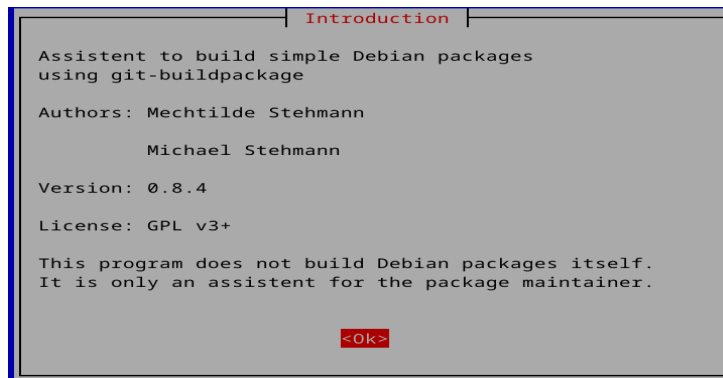 Introduction
Assistent to build simple Debian packages
using git-buildpackage
Authors: Mechtilde Stehmann
Michael Stehmann
Version: 0.8.4
License: GPL v3+
This program does not build Debian packages itself.
It is only an assistent for the package maintainer.
<Ok>